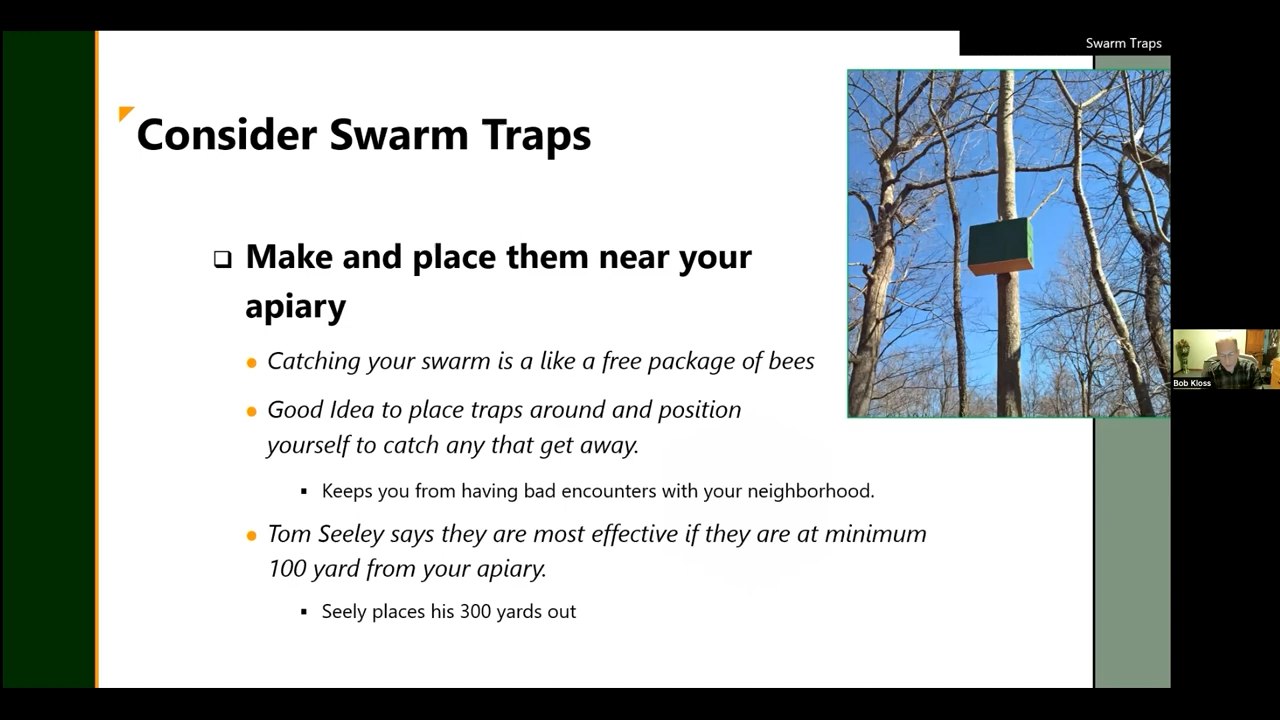 Swarm Traps
Consider Swarm Traps
Make and place them near your
apiary
Catching your swarm is a like a free package of bees
Good Idea to place traps around and position
yourself to catch any that get away.
Keeps you from having bad encounters with your neighborhood.
Tom Seeley says they are most effective if they are at minimum
100 yard from your apiary.
Seely places his 300 yards out
Bob Kloss